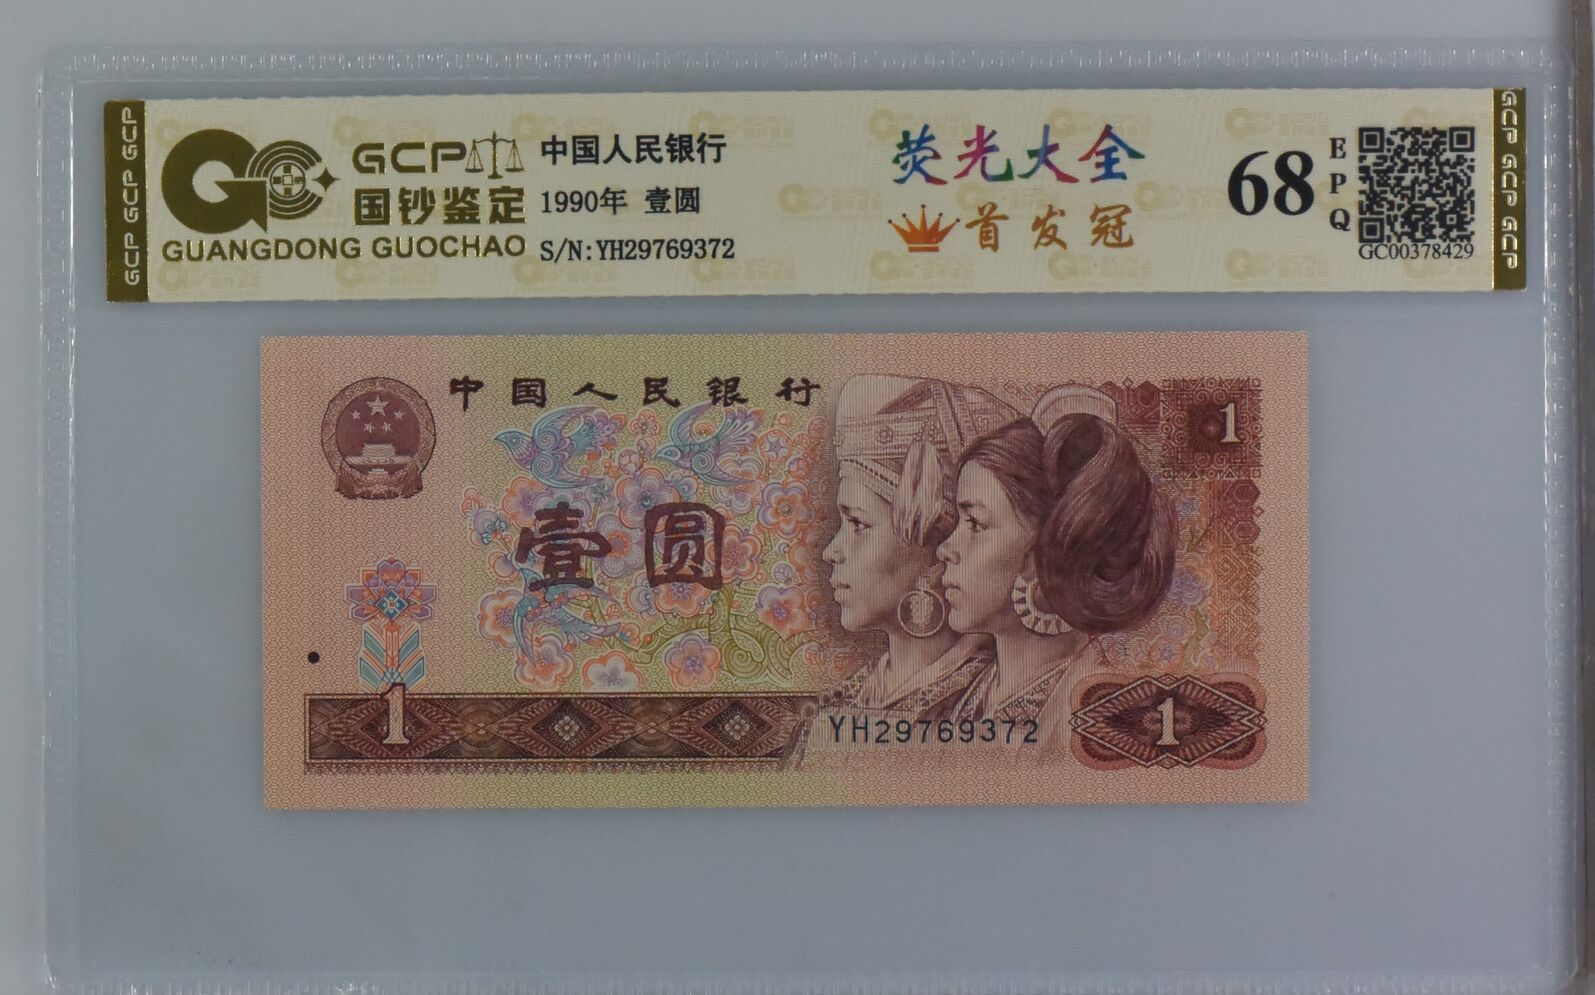 GCP GCP GCP
GCP
国钞鉴定
GUANGDONG GUOCHAO
中国人民银行
1990年 壹圆
S/N:YH29769372
荧光大全
首发冠
68
EPQ
GC00378429
GCP GCP GCP
中国人民银行
1
壹圆
1
YH29769372
1